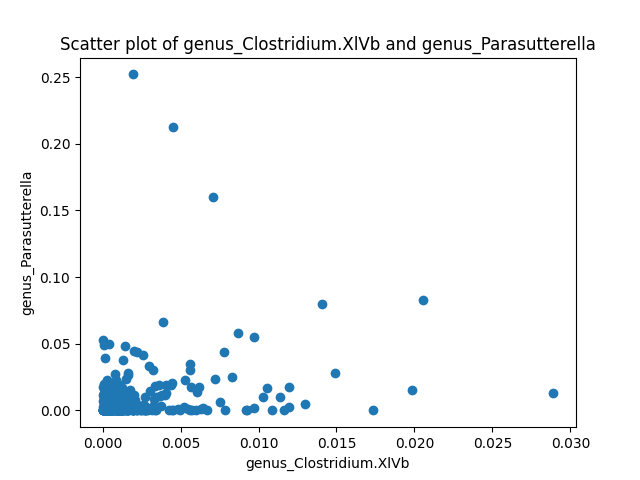 Scatter plot of genus_Clostridium.XlVb and genus_Parasutterella
0.25
0.20
0.15
0.10
0.05
0.00
genus_Parasutterella
0.000 0.005 0.010 0.015 0.020 0.025 0.030
genus_Clostridium.XlVb